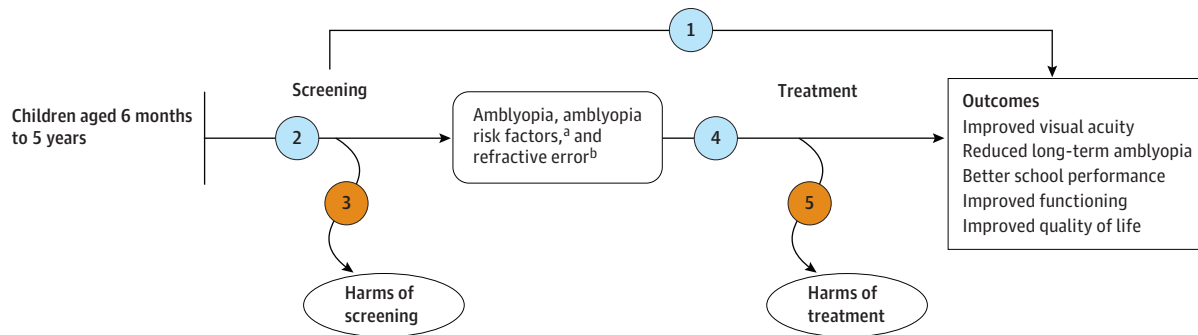 1
Screening
Treatment
Children aged 6 months
to 5 years
2
Amblyopia, amblyopia
risk factors,ᵃ and
refractive errorᵇ
4
Outcomes
Improved visual acuity
Reduced long-term amblyopia
Better school performance
Improved functioning
Improved quality of life
3
5
Harms of
screening
Harms of
treatment